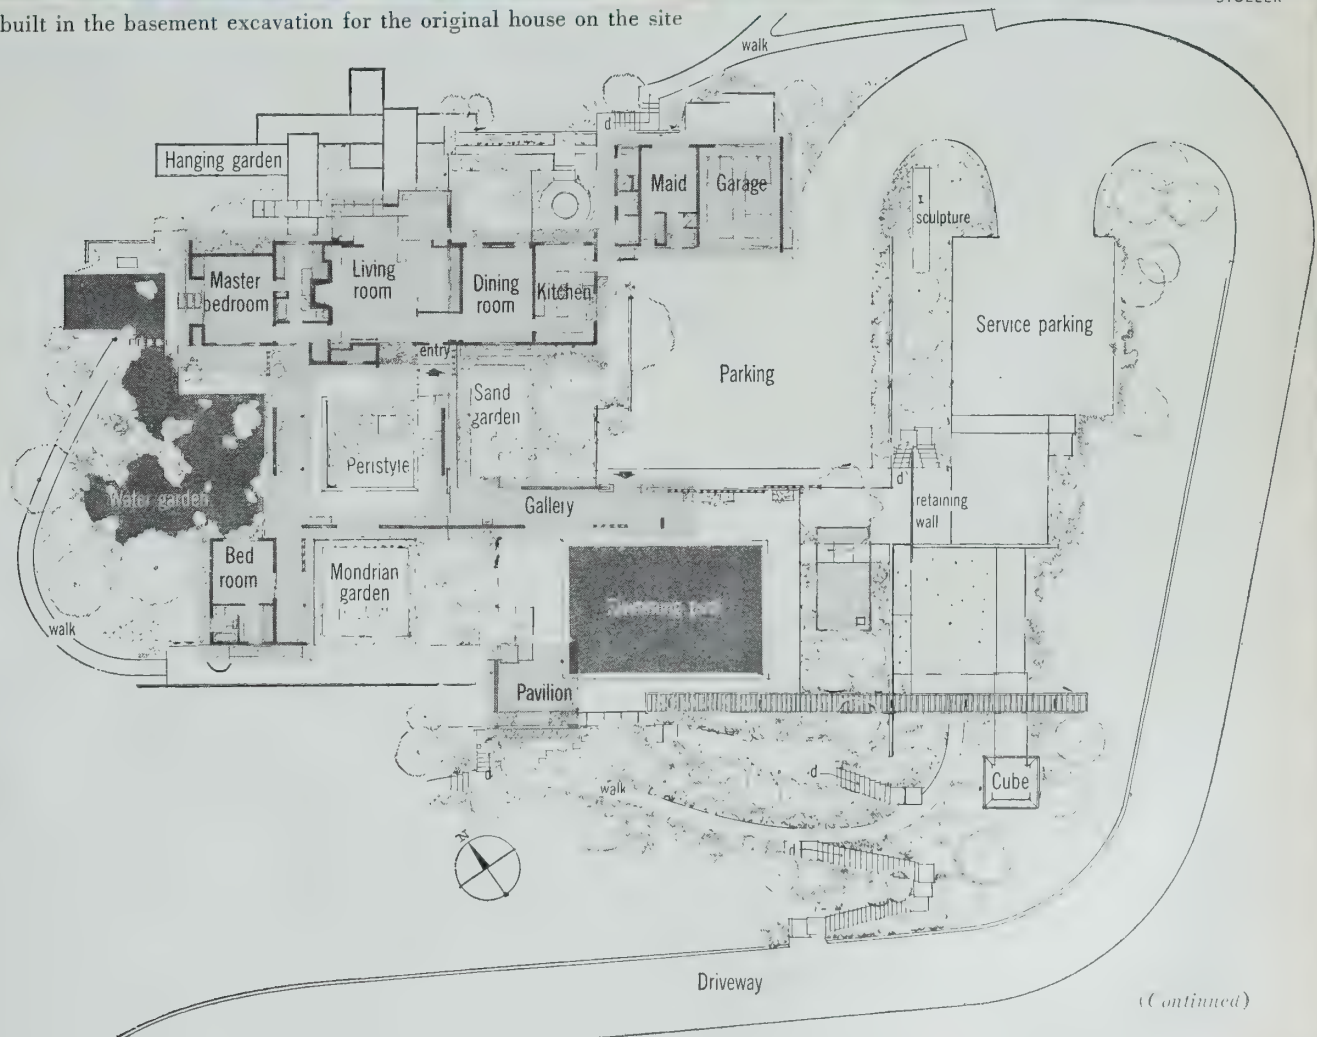 built in the basement excavation for the original house on the site
walk
d
Hanging garden
Maid
Garage
sculpture
Master
bedroom
Living
room
Dining
room
Kitchen
Service parking
entry
Parking
Sand
garden
Peristyle
Water garden
Gallery
d
retaining
wall
Bed
room
Mondrian
garden
Swimming pool
walk
Pavilion
d
d
walk
Cube
N
d
Driveway
(Continued)